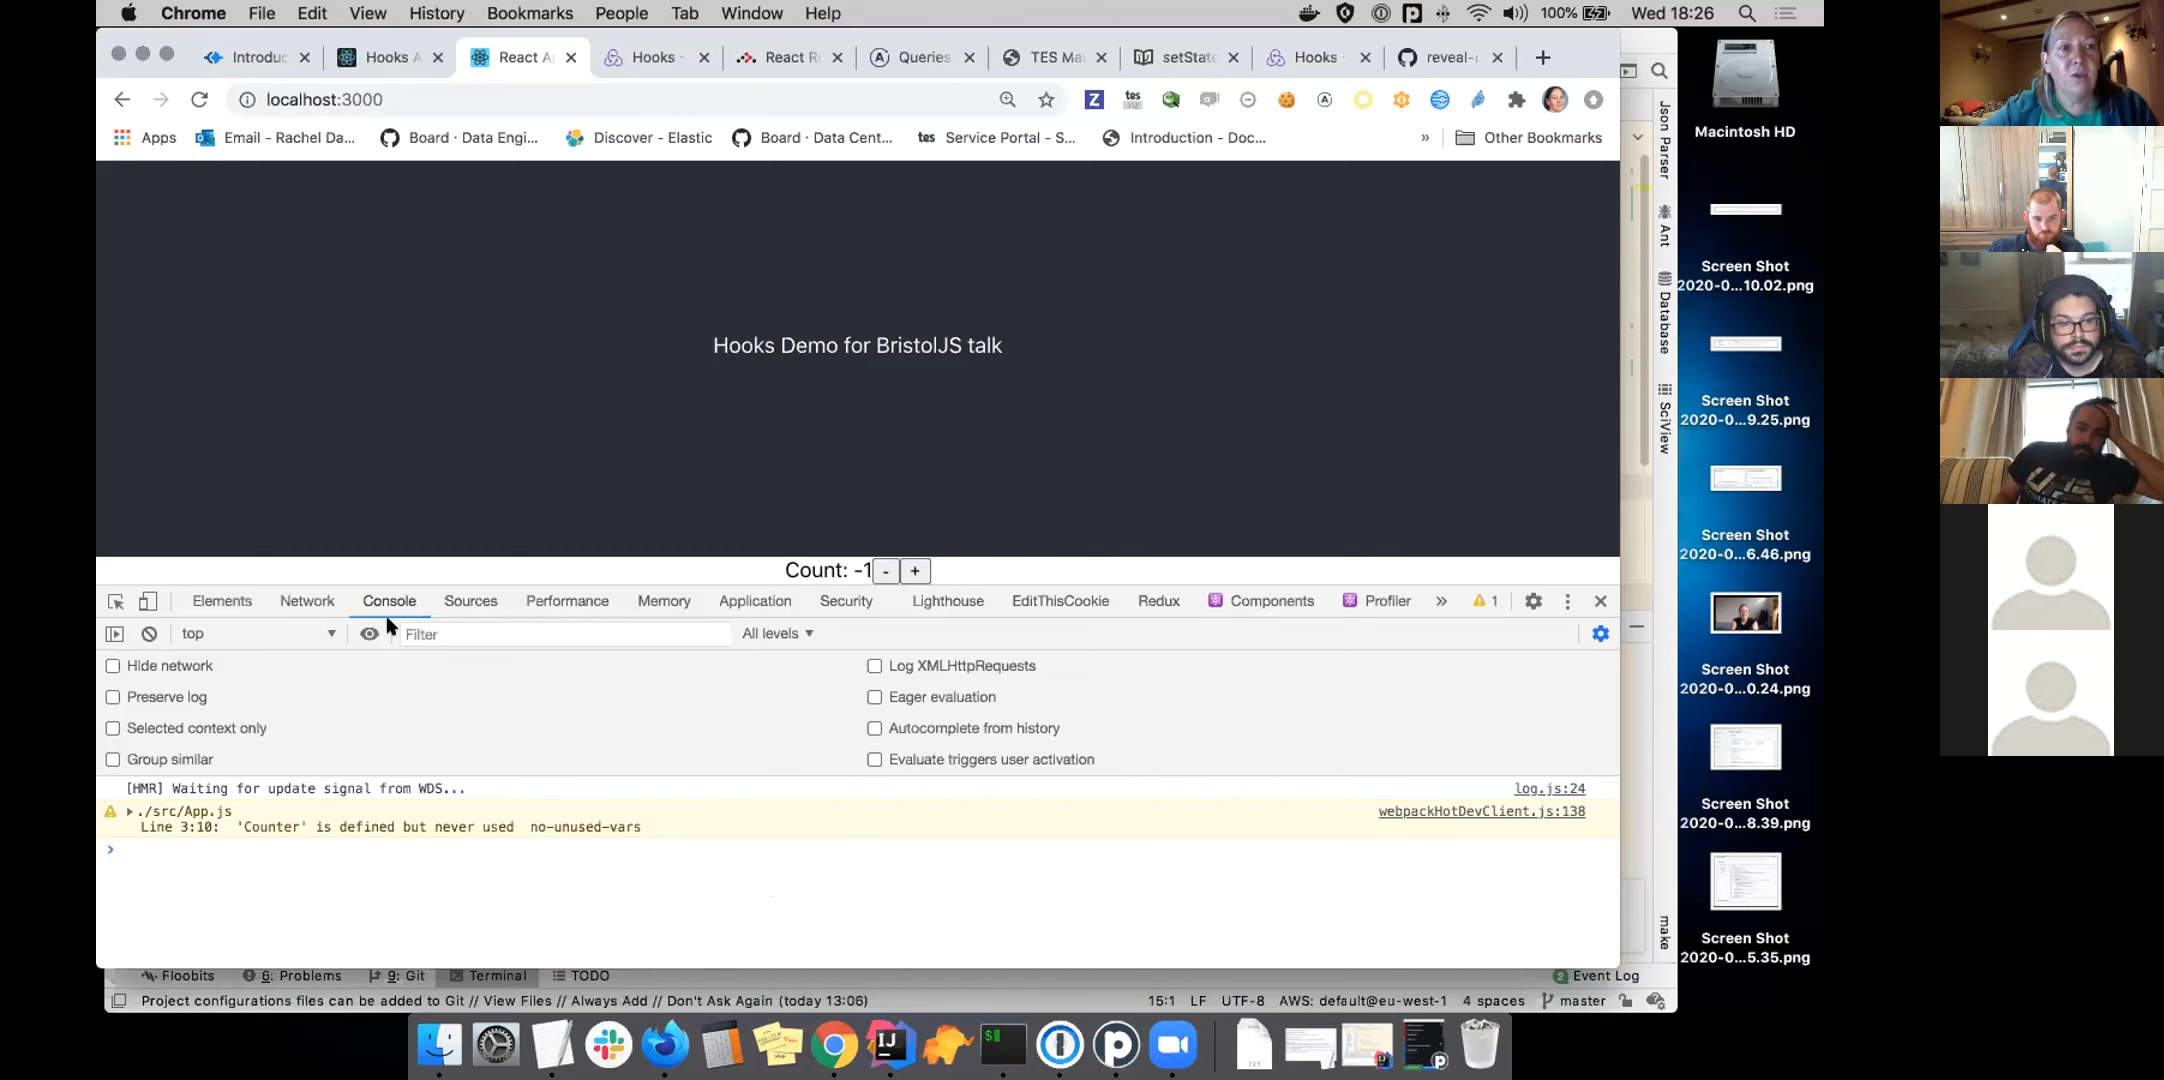 Chrome File Edit View History Bookmarks People Tab Window Help 100% Wed 18:26
Introduc Hooks A React Ap Hooks · React Ro Queries TES Ma setState Hooks · reveal-r
localhost:3000
Apps Email - Rachel Da... Board · Data Engi... Discover - Elastic Board · Data Cent... tes Service Portal - S... Introduction - Doc... » Other Bookmarks
Hooks Demo for BristolJS talk
Count: -1 - +
Elements Network Console Sources Performance Memory Application Security Lighthouse EditThisCookie Redux Components Profiler » 1
top Filter All levels
Hide network Log XMLHttpRequests
Preserve log Eager evaluation
Selected context only Autocomplete from history
Group similar Evaluate triggers user activation
[HMR] Waiting for update signal from WDS... log.js:24
./src/App.js webpackHotDevClient.js:138
Line 3:10: 'Counter' is defined but never used no-unused-vars
>
Floobits 6: Problems 9: Git Terminal TODO 2 Event Log
Project configurations files can be added to Git // View Files // Always Add // Don't Ask Again (today 13:06) 15:1 LF UTF-8 AWS: default@eu-west-1 4 spaces master
Json Parser
Ant
Database
SciView
make
Macintosh HD
Screen Shot
2020-0...10.02.png
Screen Shot
2020-0...9.25.png
Screen Shot
2020-0...6.46.png
Screen Shot
2020-0...0.24.png
Screen Shot
2020-0...8.39.png
Screen Shot
2020-0...5.35.png